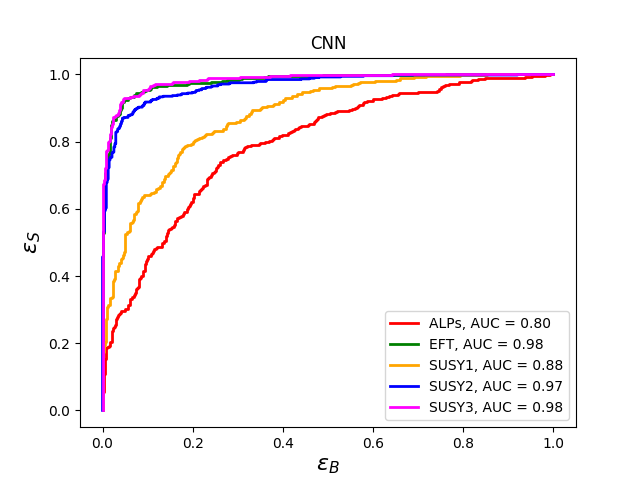 CNN
1.0
0.8
0.6
0.4
0.2
0.0
ε_S
0.0 0.2 0.4 0.6 0.8 1.0
ε_B
ALPs, AUC = 0.80
EFT, AUC = 0.98
SUSY1, AUC = 0.88
SUSY2, AUC = 0.97
SUSY3, AUC = 0.98